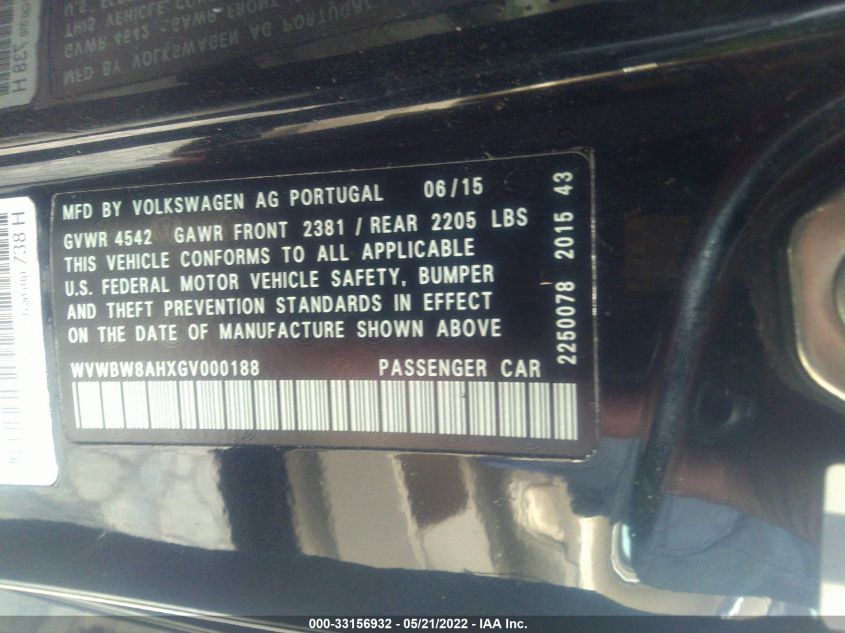 MFD BY VOLKSWAGEN AG PORTUGAL 06/15
GVWR 4542 GAWR FRONT 2381 / REAR 2205 LBS
THIS VEHICLE CONFORMS TO ALL APPLICABLE
U.S. FEDERAL MOTOR VEHICLE SAFETY, BUMPER
AND THEFT PREVENTION STANDARDS IN EFFECT
ON THE DATE OF MANUFACTURE SHOWN ABOVE
WVWBW8AHXGV000188 PASSENGER CAR
2250078 2015 43
738 H
000-33156932 - 05/21/2022 - IAA Inc.